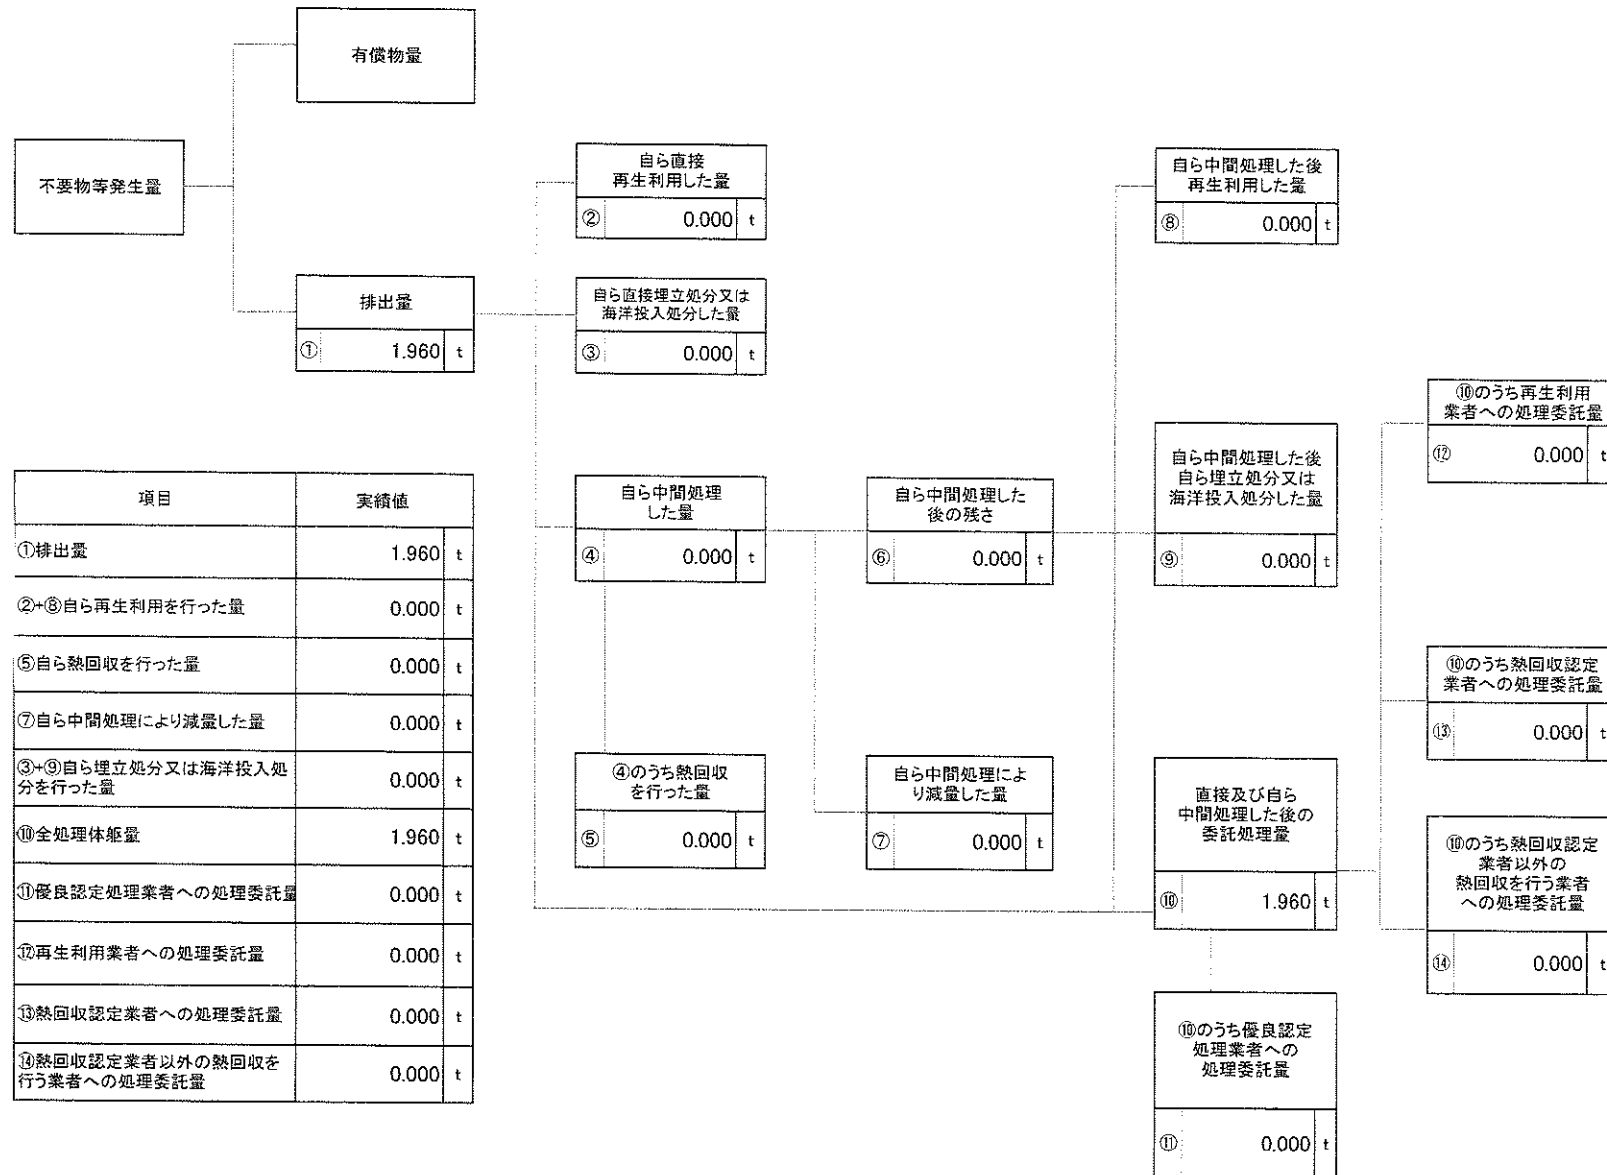 有償物量
不要物等発生量
排出量
① 1.960 t
自ら直接
再生利用した量
② 0.000 t
自ら直接埋立処分又は
海洋投入処分した量
③ 0.000 t
自ら中間処理
した量
④ 0.000 t
④のうち熱回収
を行った量
⑤ 0.000 t
自ら中間処理した
後の残さ
⑥ 0.000 t
自ら中間処理によ
り減量した量
⑦ 0.000 t
自ら中間処理した後
再生利用した量
⑧ 0.000 t
自ら中間処理した後
自ら埋立処分又は
海洋投入処分した量
⑨ 0.000 t
直接及び自ら
中間処理した後の
委託処理量
⑩ 1.960 t
⑩のうち優良認定
処理業者への
処理委託量
⑪ 0.000 t
⑩のうち再生利用
業者への処理委託量
⑫ 0.000 t
⑩のうち熱回収認定
業者への処理委託量
⑬ 0.000 t
⑩のうち熱回収認定
業者以外の
熱回収を行う業者
への処理委託量
⑭ 0.000 t
項目 実績値
①排出量 1.960 t
②+⑧自ら再生利用を行った量 0.000 t
⑤自ら熱回収を行った量 0.000 t
⑦自ら中間処理により減量した量 0.000 t
③+⑨自ら埋立処分又は海洋投入処
分を行った量 0.000 t
⑩全処理体躯量 1.960 t
⑪優良認定処理業者への処理委託量 0.000 t
⑫再生利用業者への処理委託量 0.000 t
⑬熱回収認定業者への処理委託量 0.000 t
⑭熱回収認定業者以外の熱回収を
行う業者への処理委託量 0.000 t